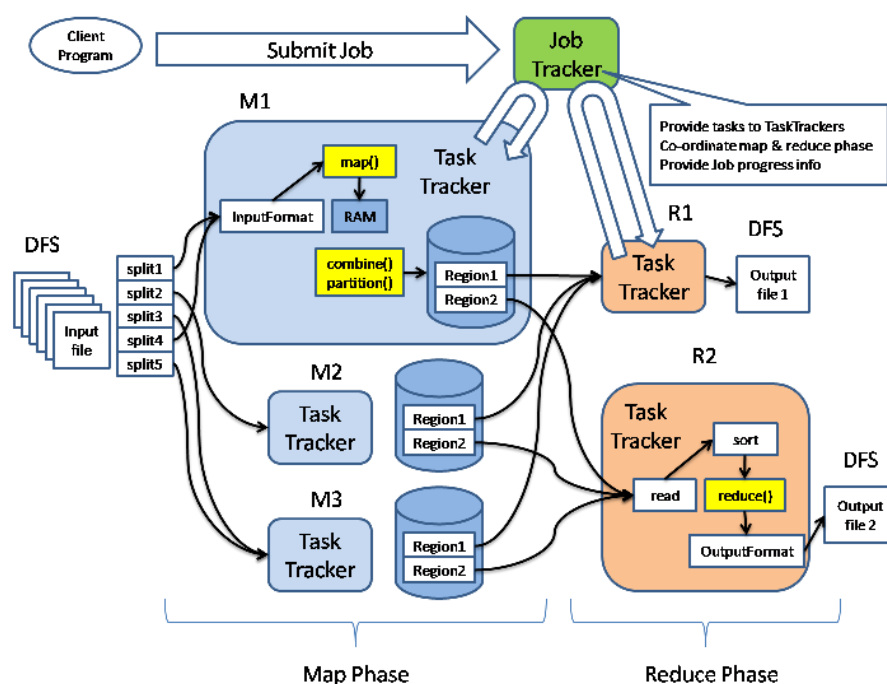 Client
Program
Submit Job
Job
Tracker
Provide tasks to TaskTrackers
Co-ordinate map & reduce phase
Provide Job progress info
M1
Task
Tracker
map()
InputFormat
RAM
combine()
partition()
Region1
Region2
DFS
Input
file
split1
split2
split3
split4
split5
R1
Task
Tracker
DFS
Output
file 1
M2
Task
Tracker
Region1
Region2
M3
Task
Tracker
Region1
Region2
R2
Task
Tracker
sort
read
reduce(}
OutputFormat
DFS
Output
file 2
Map Phase
Reduce Phase